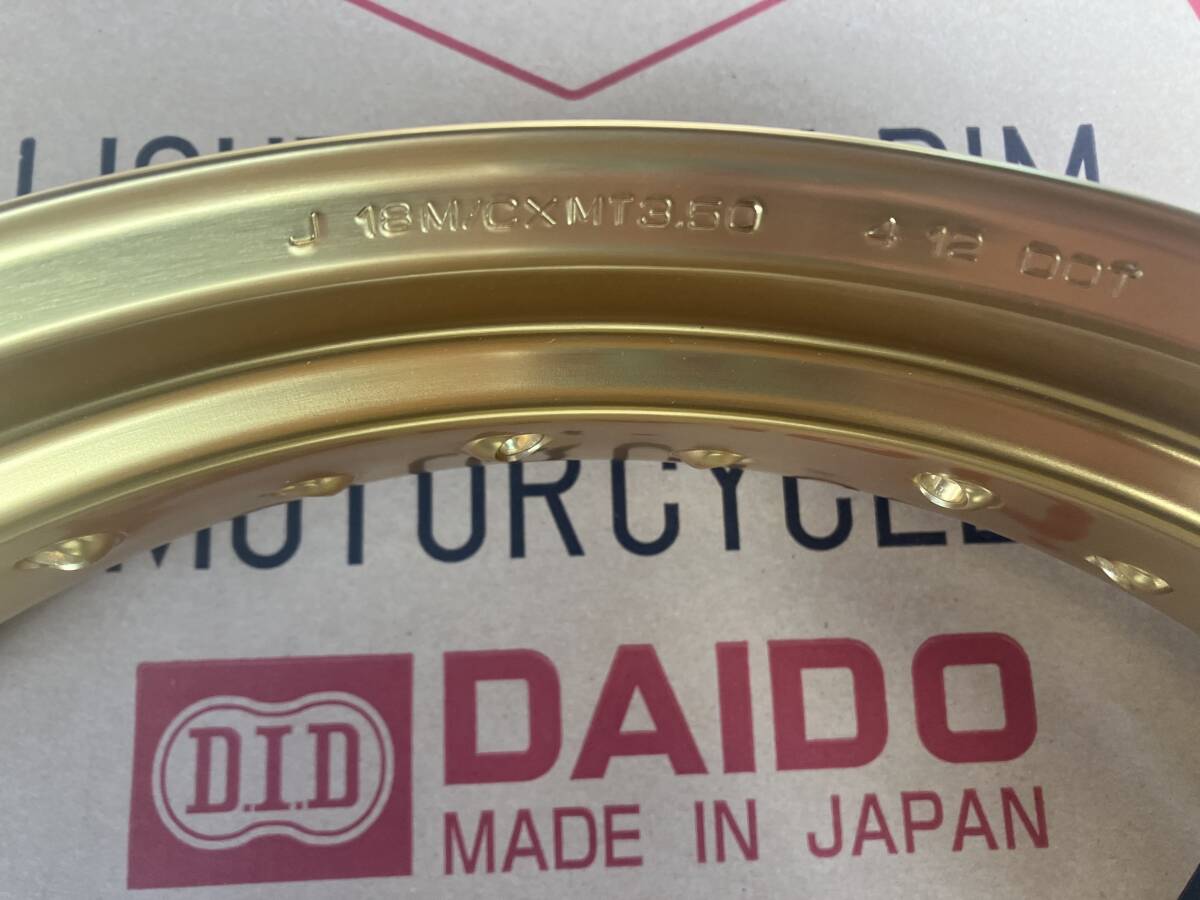 J 18M/CXMT3.50 4 12 DOT
MOTORCYCLE
D.I.D DAIDO
MADE IN JAPAN